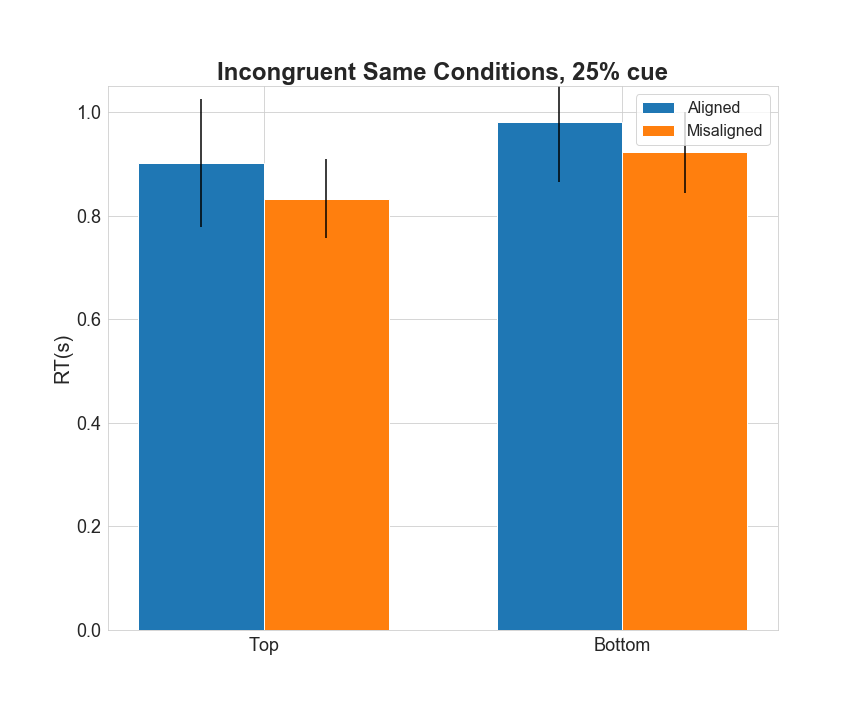 Incongruent Same Conditions, 25% cue
Aligned
Misaligned
1.0
0.8
0.6
0.4
0.2
0.0
RT(s)
Top
Bottom